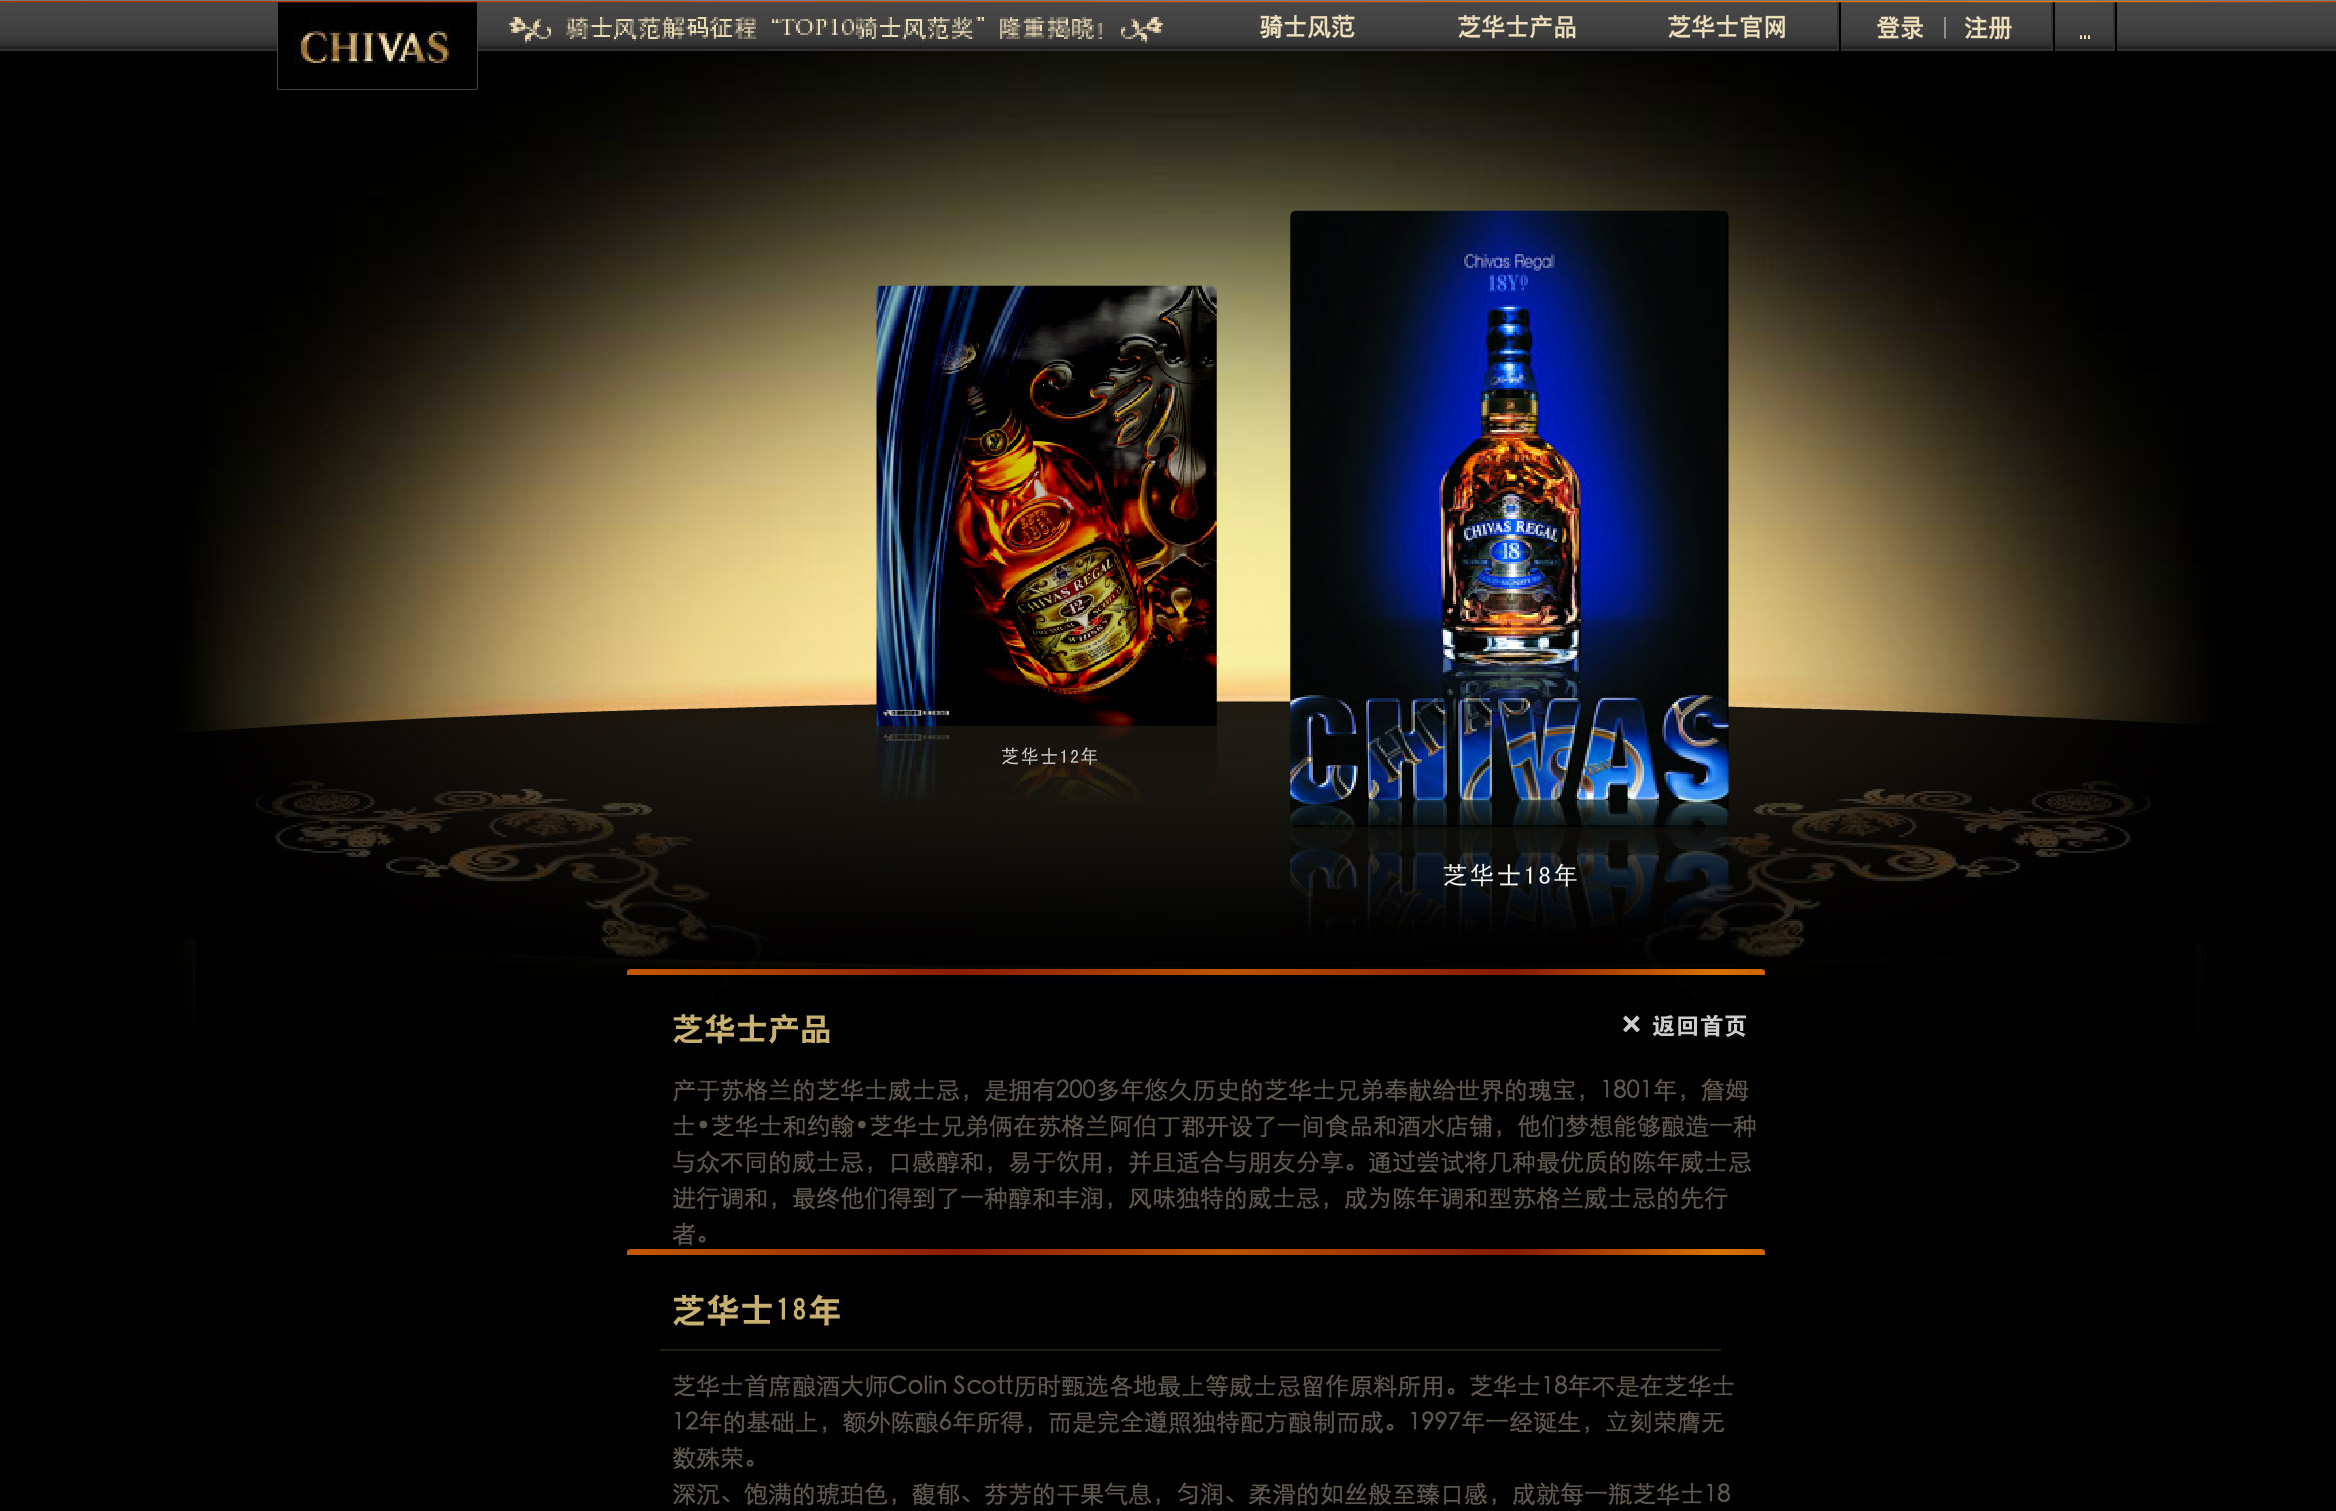 CHIVAS
骑士风范解码征程“TOP10骑士风范奖”隆重揭晓！
骑士风范
芝华士产品
芝华士官网
登录 | 注册
...
Chivas Regal
18Yº
CHIVAS REGAL
12
WHISKY
CHIVAS REGAL
18
CHIVAS
芝华士12年
芝华士18年
芝华士产品
× 返回首页
产于苏格兰的芝华士威士忌，是拥有200多年悠久历史的芝华士兄弟奉献给世界的瑰宝，1801年，詹姆
士•芝华士和约翰•芝华士兄弟俩在苏格兰阿伯丁郡开设了一间食品和酒水店铺，他们梦想能够酿造一种
与众不同的威士忌，口感醇和，易于饮用，并且适合与朋友分享。通过尝试将几种最优质的陈年威士忌
进行调和，最终他们得到了一种醇和丰润，风味独特的威士忌，成为陈年调和型苏格兰威士忌的先行
者。
芝华士18年
芝华士首席酿酒大师Colin Scott历时甄选各地最上等威士忌留作原料所用。芝华士18年不是在芝华士
12年的基础上，额外陈酿6年所得，而是完全遵照独特配方酿制而成。1997年一经诞生，立刻荣膺无
数殊荣。
深沉、饱满的琥珀色，馥郁、芬芳的干果气息，匀润、柔滑的如丝般至臻口感，成就每一瓶芝华士18